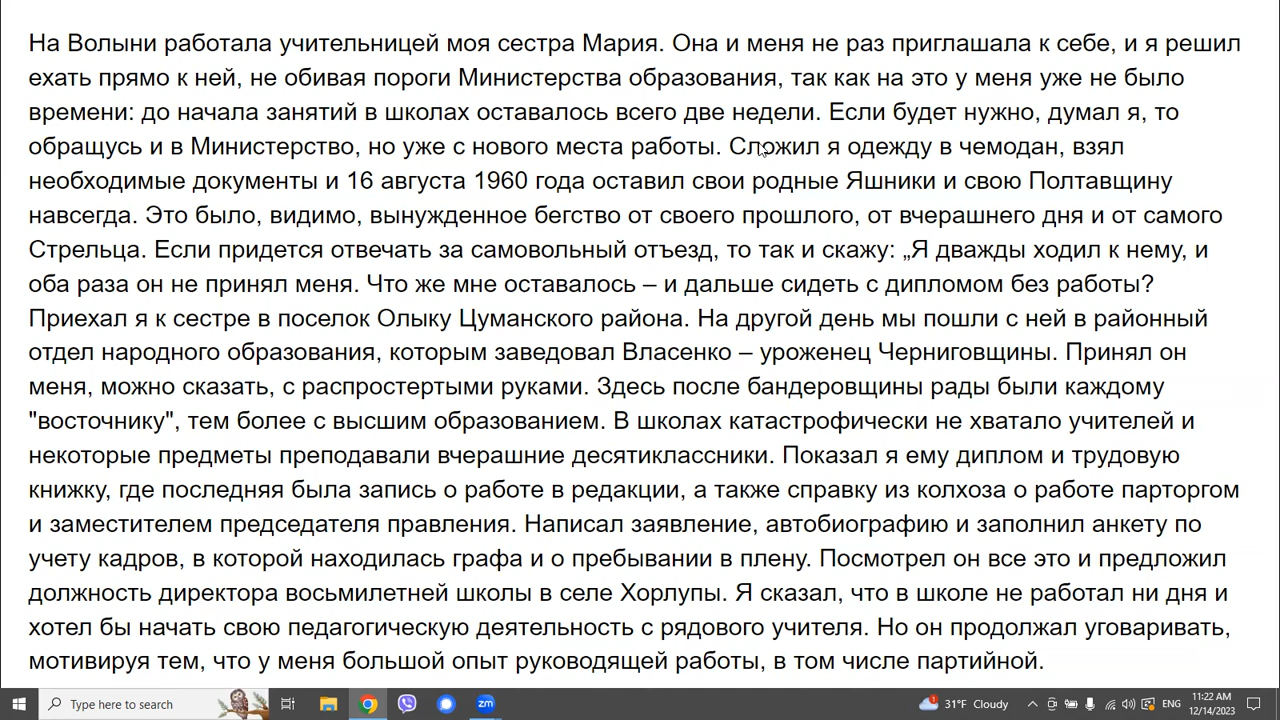 На Волыни работала учительницей моя сестра Мария. Она и меня не раз приглашала к себе, и я решил
ехать прямо к ней, не обивая пороги Министерства образования, так как на это у меня уже не было
времени: до начала занятий в школах оставалось всего две недели. Если будет нужно, думал я, то
обращусь и в Министерство, но уже с нового места работы. Сложил я одежду в чемодан, взял
необходимые документы и 16 августа 1960 года оставил свои родные Яшники и свою Полтавщину
навсегда. Это было, видимо, вынужденное бегство от своего прошлого, от вчерашнего дня и от самого
Стрельца. Если придется отвечать за самовольный отъезд, то так и скажу: „Я дважды ходил к нему, и
оба раза он не принял меня. Что же мне оставалось – и дальше сидеть с дипломом без работы?
Приехал я к сестре в поселок Олыку Цуманского района. На другой день мы пошли с ней в районный
отдел народного образования, которым заведовал Власенко – уроженец Черниговщины. Принял он
меня, можно сказать, с распростертыми руками. Здесь после бандеровщины рады были каждому
"восточнику", тем более с высшим образованием. В школах катастрофически не хватало учителей и
некоторые предметы преподавали вчерашние десятиклассники. Показал я ему диплом и трудовую
книжку, где последняя была запись о работе в редакции, а также справку из колхоза о работе парторгом
и заместителем председателя правления. Написал заявление, автобиографию и заполнил анкету по
учету кадров, в которой находилась графа и о пребывании в плену. Посмотрел он все это и предложил
должность директора восьмилетней школы в селе Хорлупы. Я сказал, что в школе не работал ни дня и
хотел бы начать свою педагогическую деятельность с рядового учителя. Но он продолжал уговаривать,
мотивируя тем, что у меня большой опыт руководящей работы, в том числе партийной.
Type here to search
zm
1
31°F Cloudy
ENG
11:22 AM
12/14/2023